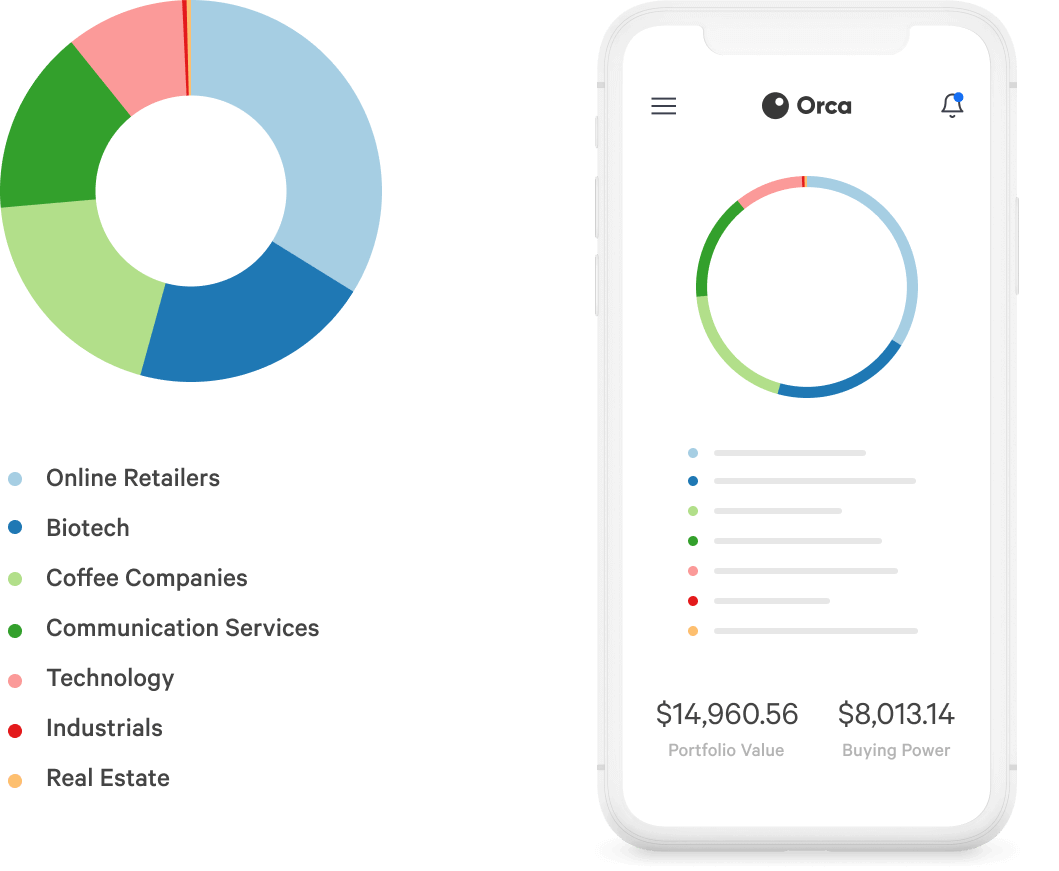 Online Retailers
Biotech
Coffee Companies
Communication Services
Technology
Industrials
Real Estate
Orca
$14,960.56 $8,013.14
Portfolio Value Buying Power